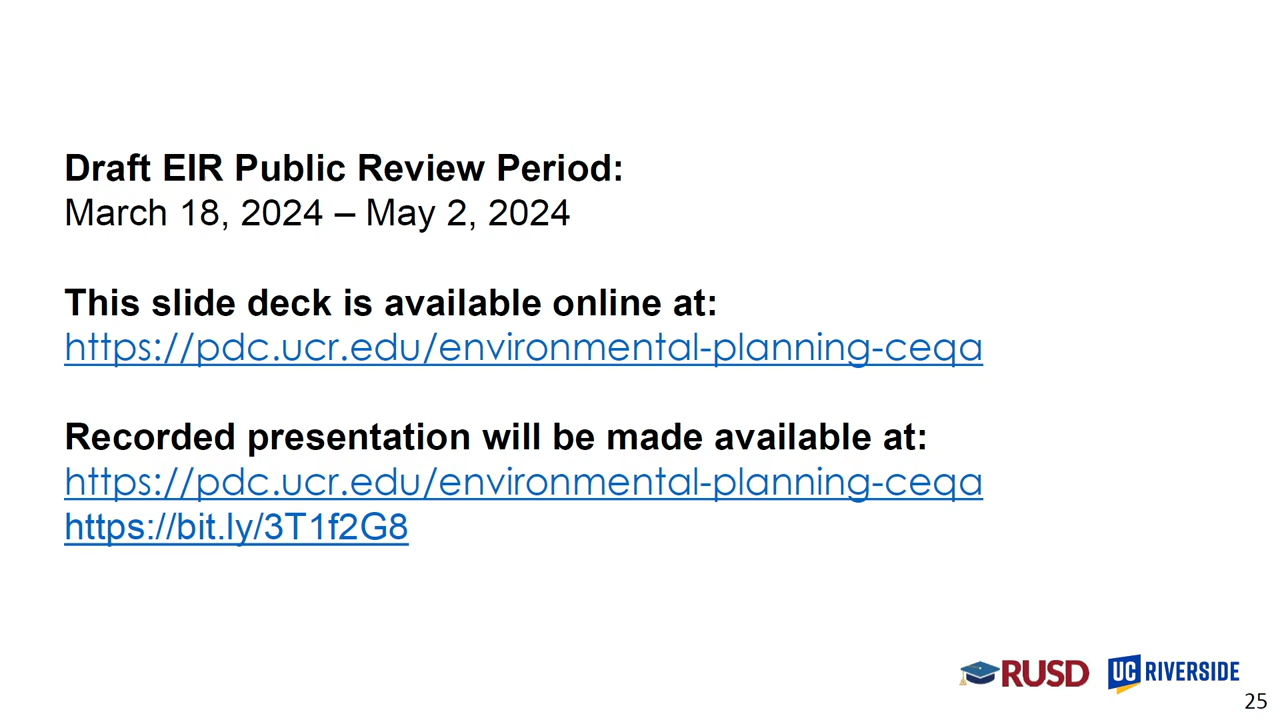 Draft EIR Public Review Period:
March 18, 2024 – May 2, 2024
This slide deck is available online at:
https://pdc.ucr.edu/environmental-planning-ceqa
Recorded presentation will be made available at:
https://pdc.ucr.edu/environmental-planning-ceqa
https://bit.ly/3T1f2G8
RUSD UC RIVERSIDE
25